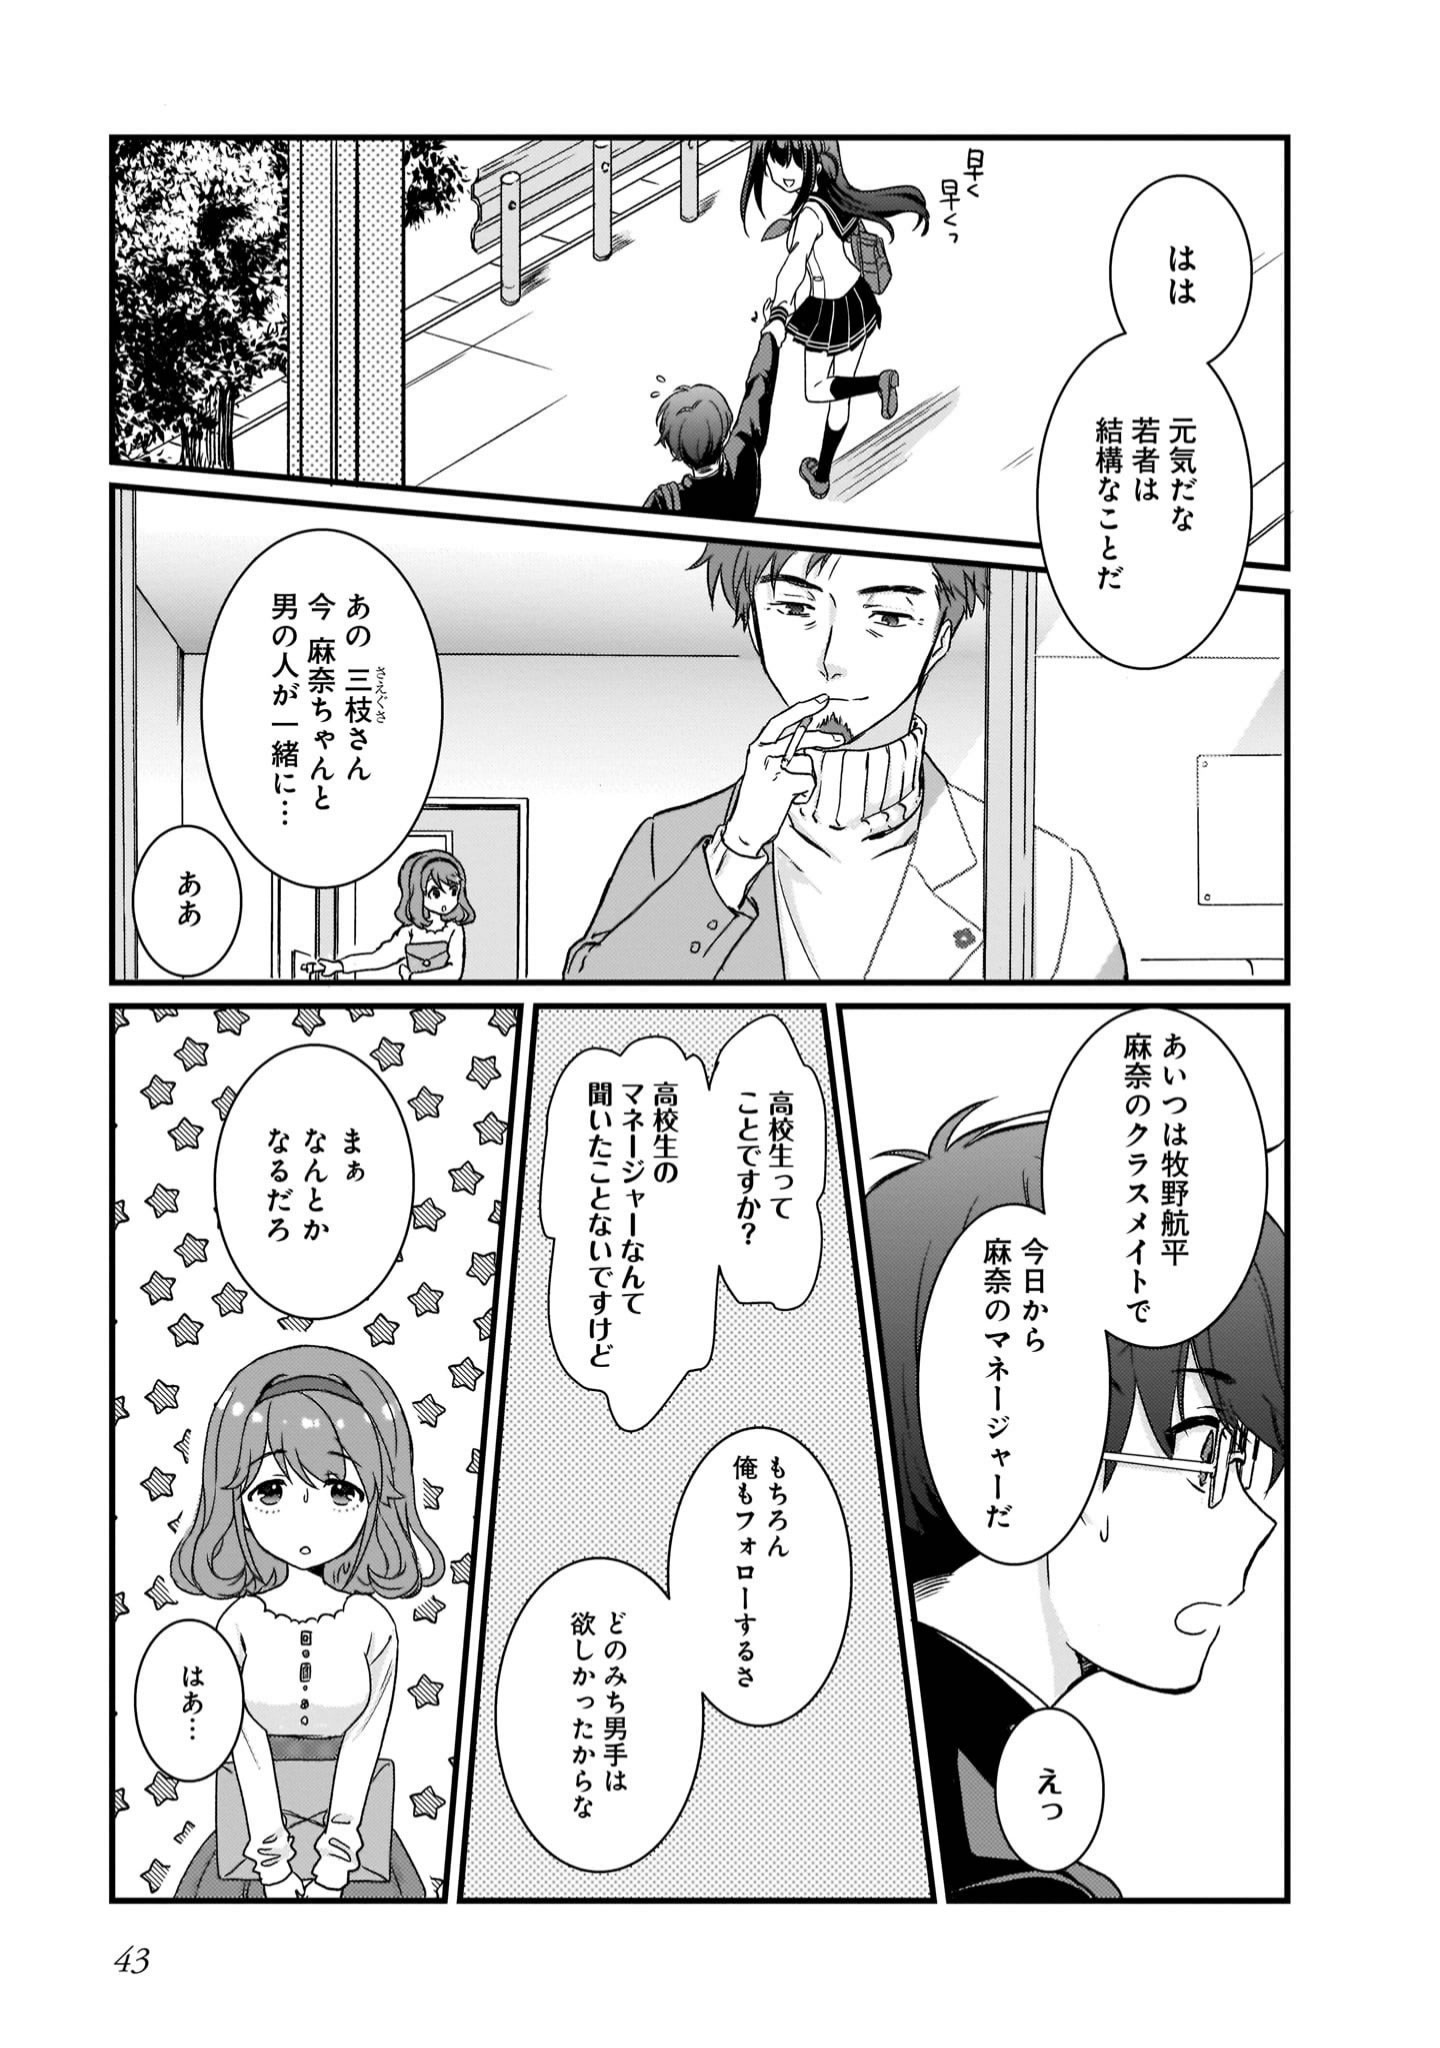 早く
早くっ
はは
元気だな
若者は
結構なことだ
あの 三枝さん
さえぐさ
今 麻奈ちゃんと
男の人が一緒に…
ああ
あいつは牧野航平
麻奈のクラスメイトで
今日から
麻奈のマネージャーだ
えっ
高校生って
ことですか?
高校生の
マネージャーなんて
聞いたことないですけど
もちろん
俺もフォローするさ
どのみち男手は
欲しかったからな
まぁ
なんとか
なるだろ
はぁ…
43